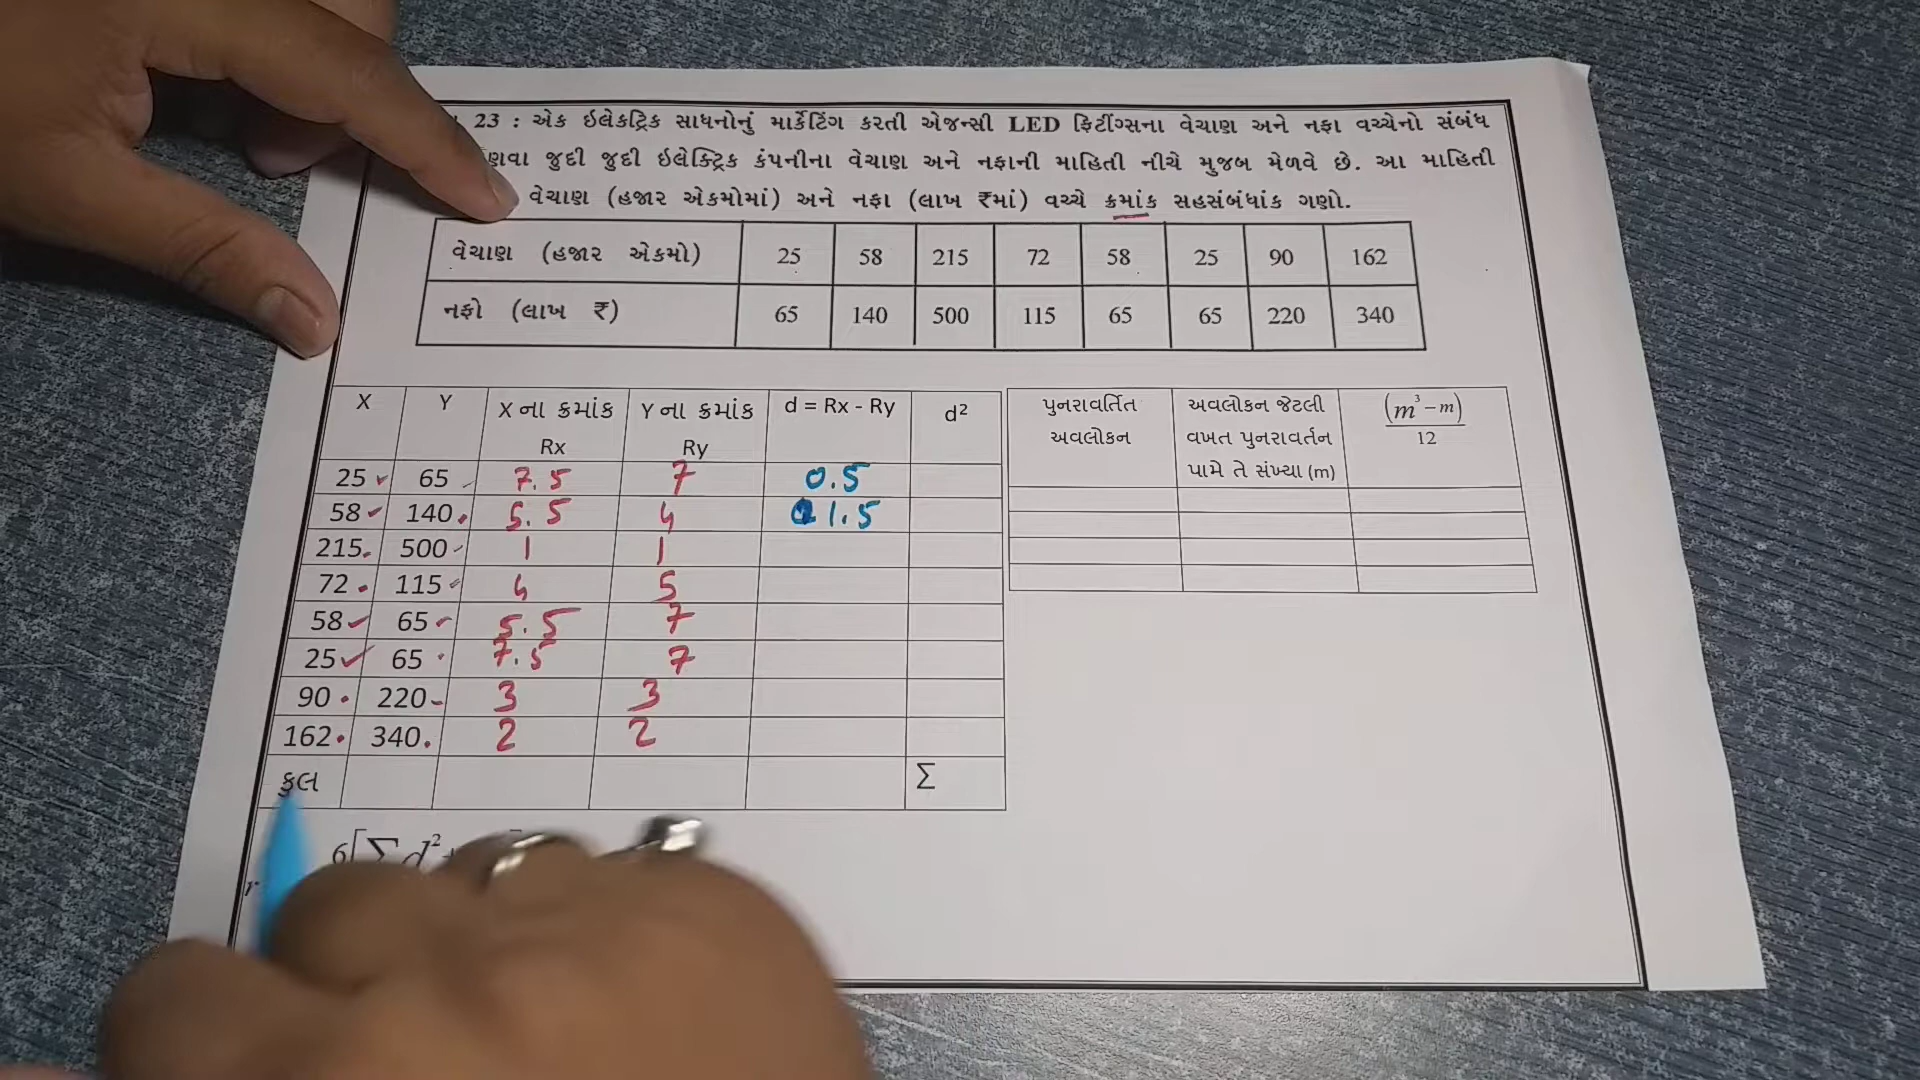 23 : એક ઇલેક્ટ્રિક સાધનોનું માર્કેટિંગ કરતી એજન્સી LED ફિટીંગ્સના વેચાણ અને નફા વચ્ચેનો સંબંધ
જુદી જુદી ઇલેક્ટ્રિક કંપનીના વેચાણ અને નફાની માહિતી નીચે મુજબ મેળવે છે. આ માહિતી
વેચાણ (હજાર એકમોમાં) અને નફા (લાખ ₹માં) વચ્ચે ક્રમાંક સહસંબંધાંક ગણો.
વેચાણ (હજાર એકમો) 25 58 215 72 58 25 90 162
નફો (લાખ ₹) 65 140 500 115 65 65 220 340
X Y X ના ક્રમાંક Y ના ક્રમાંક d = Rx - Ry d²
Rx Ry
25 65 7.5 7 0.5
58 140 5.5 4 1.5
215 500 1 1
72 115 4 5
58 65 5.5 7
25 65 7.5 7
90 220 3 3
162 340 2 2
કુલ Σ
પુનરાવર્તિત અવલોકન જેટલી (m³ – m)
અવલોકન વખત પુનરાવર્તન 12
પામે તે સંખ્યા (m)
6[Σd²+
r